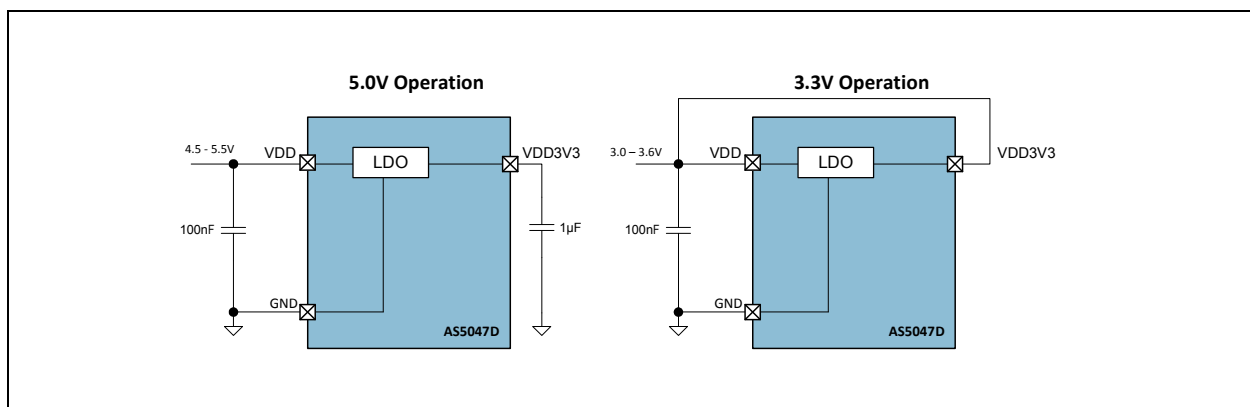 5.0V Operation
4.5 - 5.5V
VDD
LDO
VDD3V3
100nF
1µF
GND
AS5047D
3.3V Operation
3.0 – 3.6V
VDD
LDO
VDD3V3
100nF
GND
AS5047D